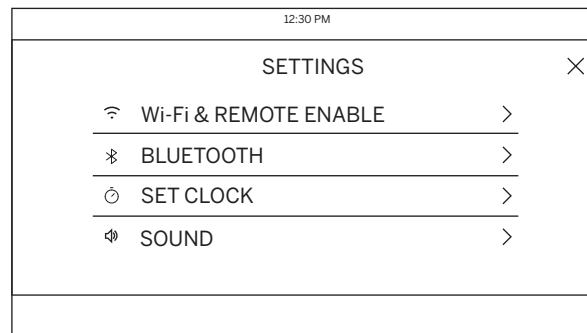 12:30 PM
SETTINGS
Wi-Fi & REMOTE ENABLE
BLUETOOTH
SET CLOCK
SOUND